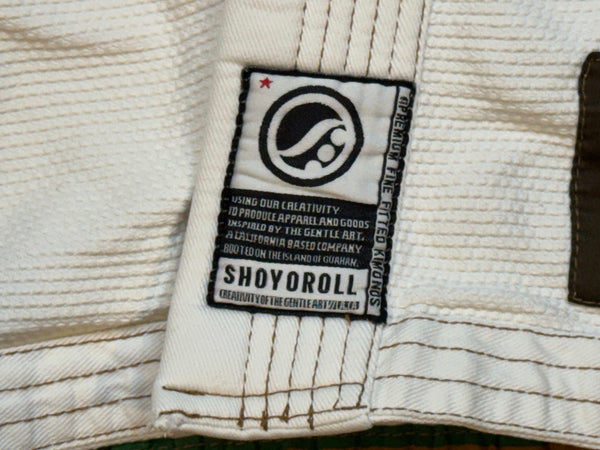 USING OUR CREATIVITY
TO PRODUCE APPAREL AND GOODS
INSPIRED BY THE GENTLE ART.
A CALIFORNIA BASED COMPANY
ROOTED ON THE ISLAND OF GUAHAN.
SHOYOROLL
CREATIVITY OF THE GENTLE ART
PREMIUM FINE FITTED KIMONOS